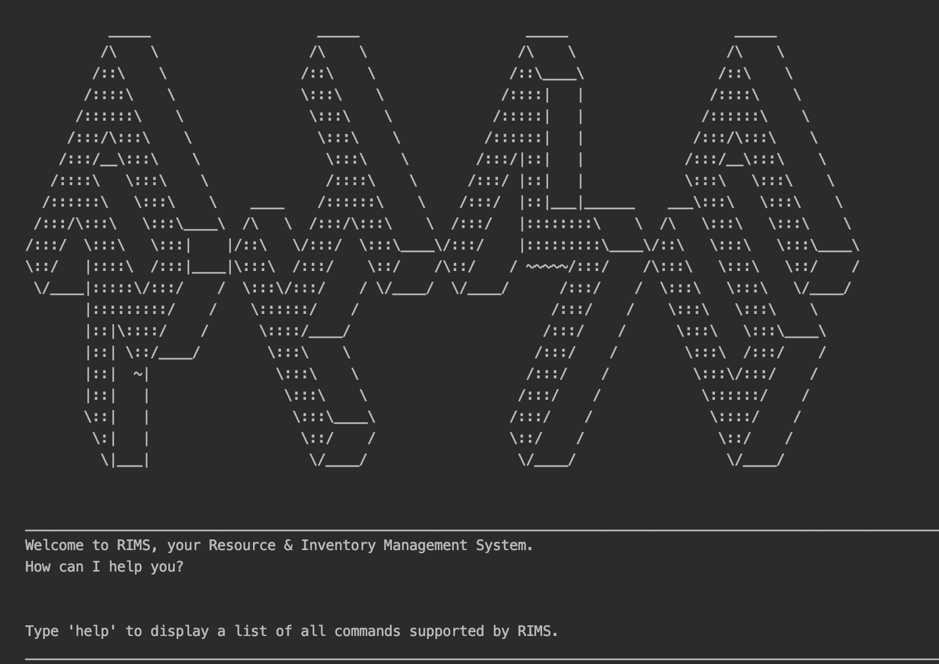 RIMS
Welcome to RIMS, your Resource & Inventory Management System.
How can I help you?
Type 'help' to display a list of all commands supported by RIMS.